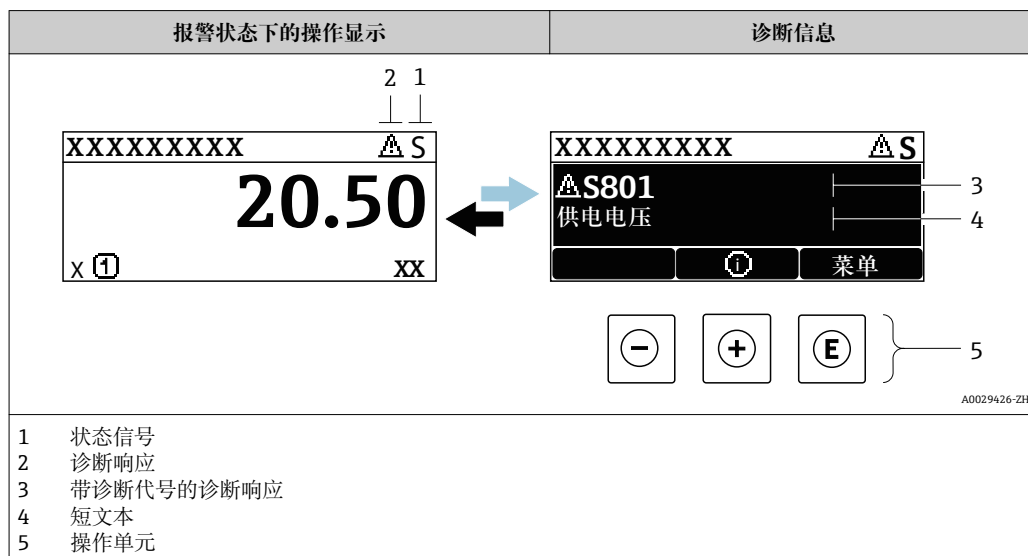 报警状态下的操作显示
诊断信息
2 1
XXXXXXXXX S
20.50
X 1 XX
XXXXXXXXX S
S801
供电电压
i 菜单
3
4
- + E
5
A0029426-ZH
1 状态信号
2 诊断响应
3 带诊断代号的诊断响应
4 短文本
5 操作单元